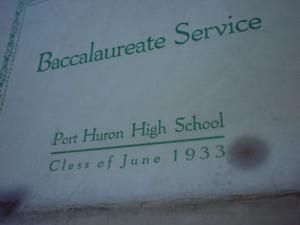 Baccalaureate Service
Port Huron High School
Class of June 1933